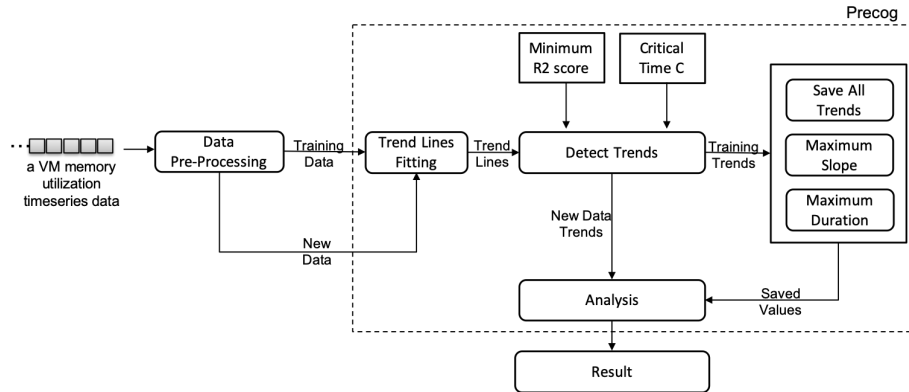 Precog
Minimum
R2 score
Critical
Time C
Save All
Trends
Maximum
Slope
Maximum
Duration
a VM memory
utilization
timeseries data
Data
Pre-Processing
Training
Data
Trend Lines
Fitting
Trend
Lines
Detect Trends
Training
Trends
New
Data
New Data
Trends
Analysis
Saved
Values
Result